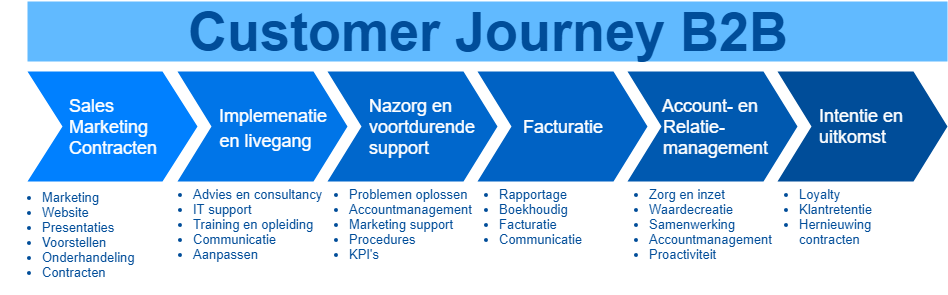 Customer Journey B2B
Sales
Marketing
Contracten
Implemenatie
en livegang
Nazorg en
voortdurende
support
Facturatie
Account- en
Relatie-
management
Intentie en
uitkomst
• Marketing
• Website
• Presentaties
• Voorstellen
• Onderhandeling
• Contracten
• Advies en consultancy
• IT support
• Training en opleiding
• Communicatie
• Aanpassen
• Problemen oplossen
• Accountmanagement
• Marketing support
• Procedures
• KPI's
• Rapportage
• Boekhoudig
• Facturatie
• Communicatie
• Zorg en inzet
• Waardecreatie
• Samenwerking
• Accountmanagement
• Proactiviteit
• Loyalty
• Klantretentie
• Hernieuwing
contracten